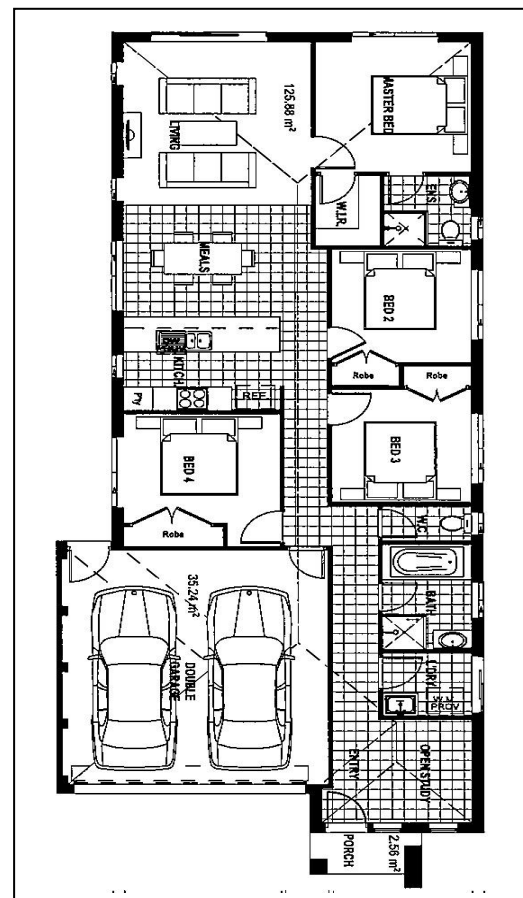 125.88 m²
MASTER BED
LIVING
W.I.R.
ENS
MEALS
BED 2
KITCH
Robe
Robe
Pty
REF
BED 3
BED 4
Robe
W.C
35.24 m²
BATH
DOUBLE
GARAGE
L'DRY
W.M
PROV
ENTRY
OPEN STUDY
PORCH
2.56 m²